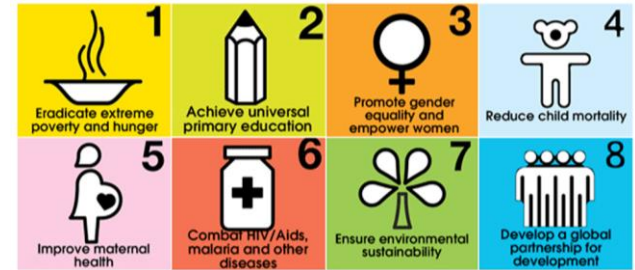 1
Eradicate extreme
poverty and hunger
2
Achieve universal
primary education
3
Promote gender
equality and
empower women
4
Reduce child mortality
5
Improve maternal
health
6
Combat HIV/Aids,
malaria and other
diseases
7
Ensure environmental
sustainability
8
Develop a global
partnership for
development